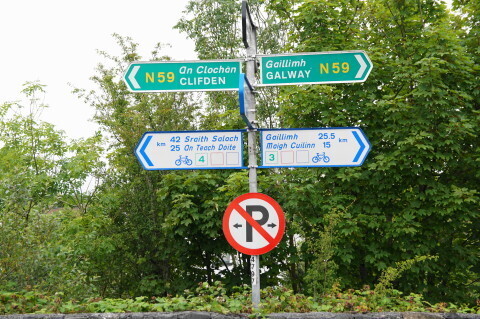 An Clochán
N59 CLIFDEN
Gaillimh
GALWAY N59
42 Sraith Salach
km 25 An Teach Dóite
4
Gaillimh 25.5
Maigh Cuilinn 15 km
3
P